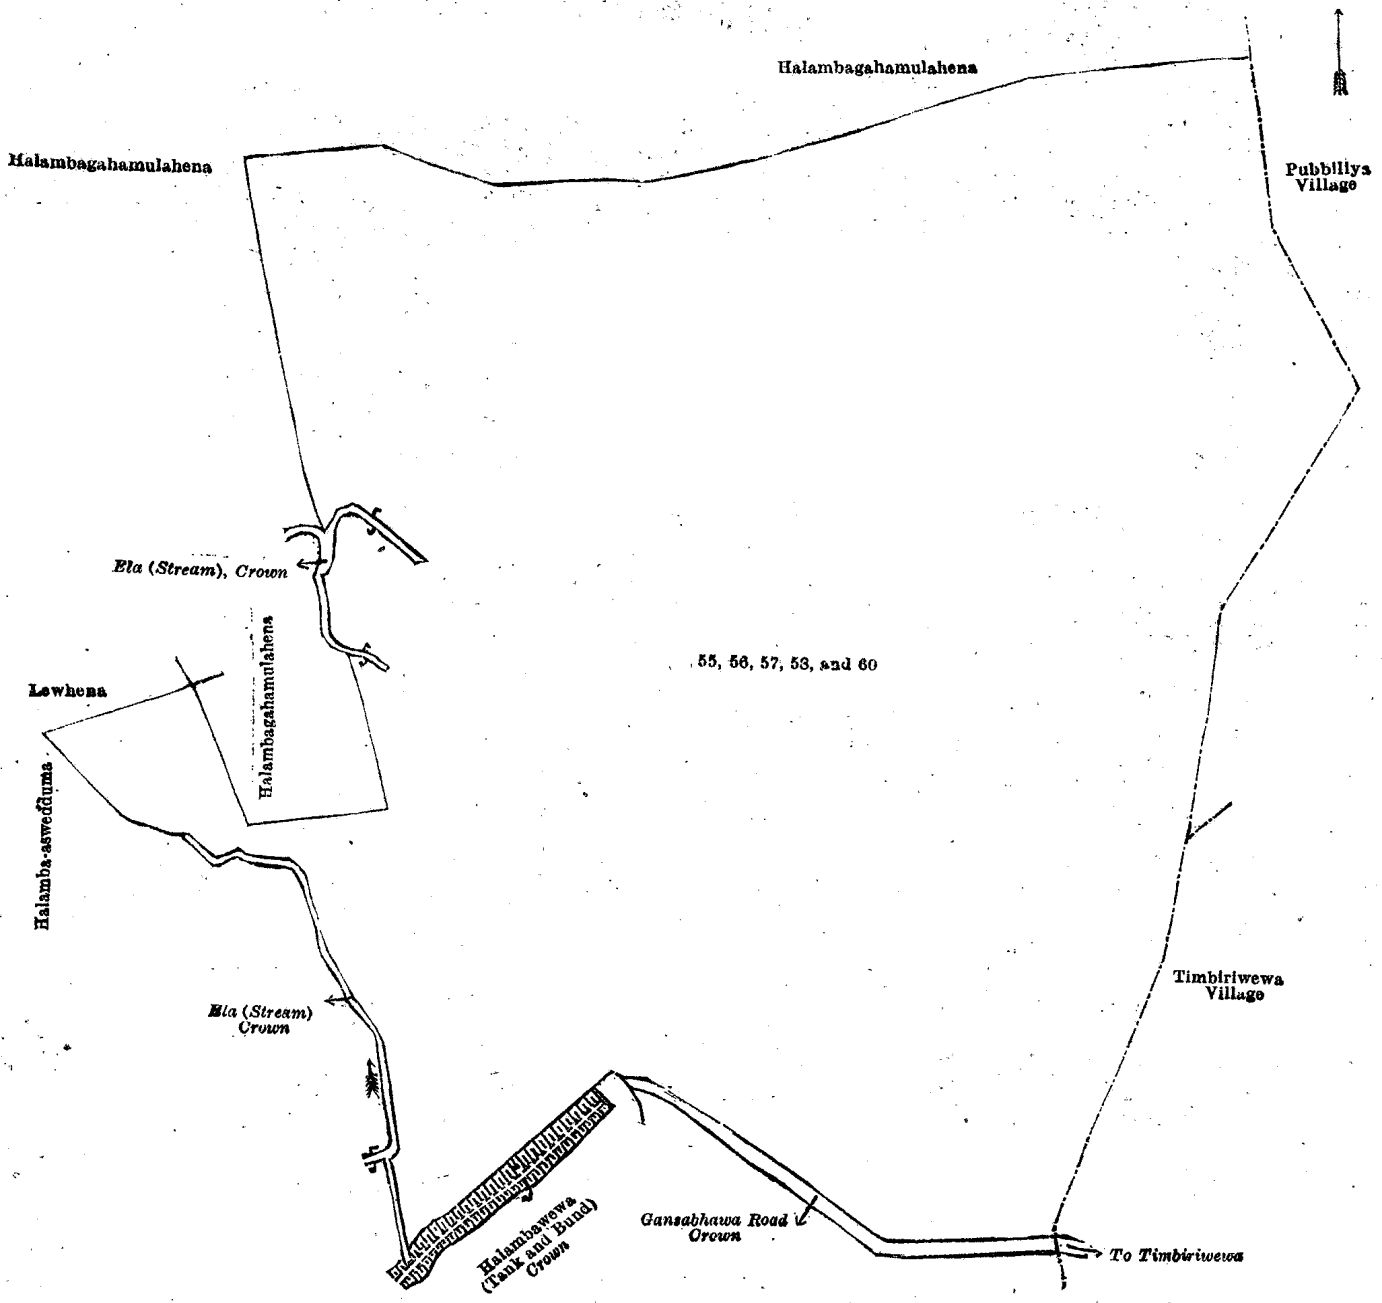 Halambagahamulahena
Halambagahamulahena
Pubbiliya
Village
Ela (Stream), Crown
Halambagahamulahena
55, 56, 57, 58, and 60
Lewhena
Halamba-aswedduma
Timbiriwewa
Village
Ela (Stream)
Crown
Halambawewa
(Tank and Bund)
Crown
Gansabhawa Road
Crown
To Timbiriwewa